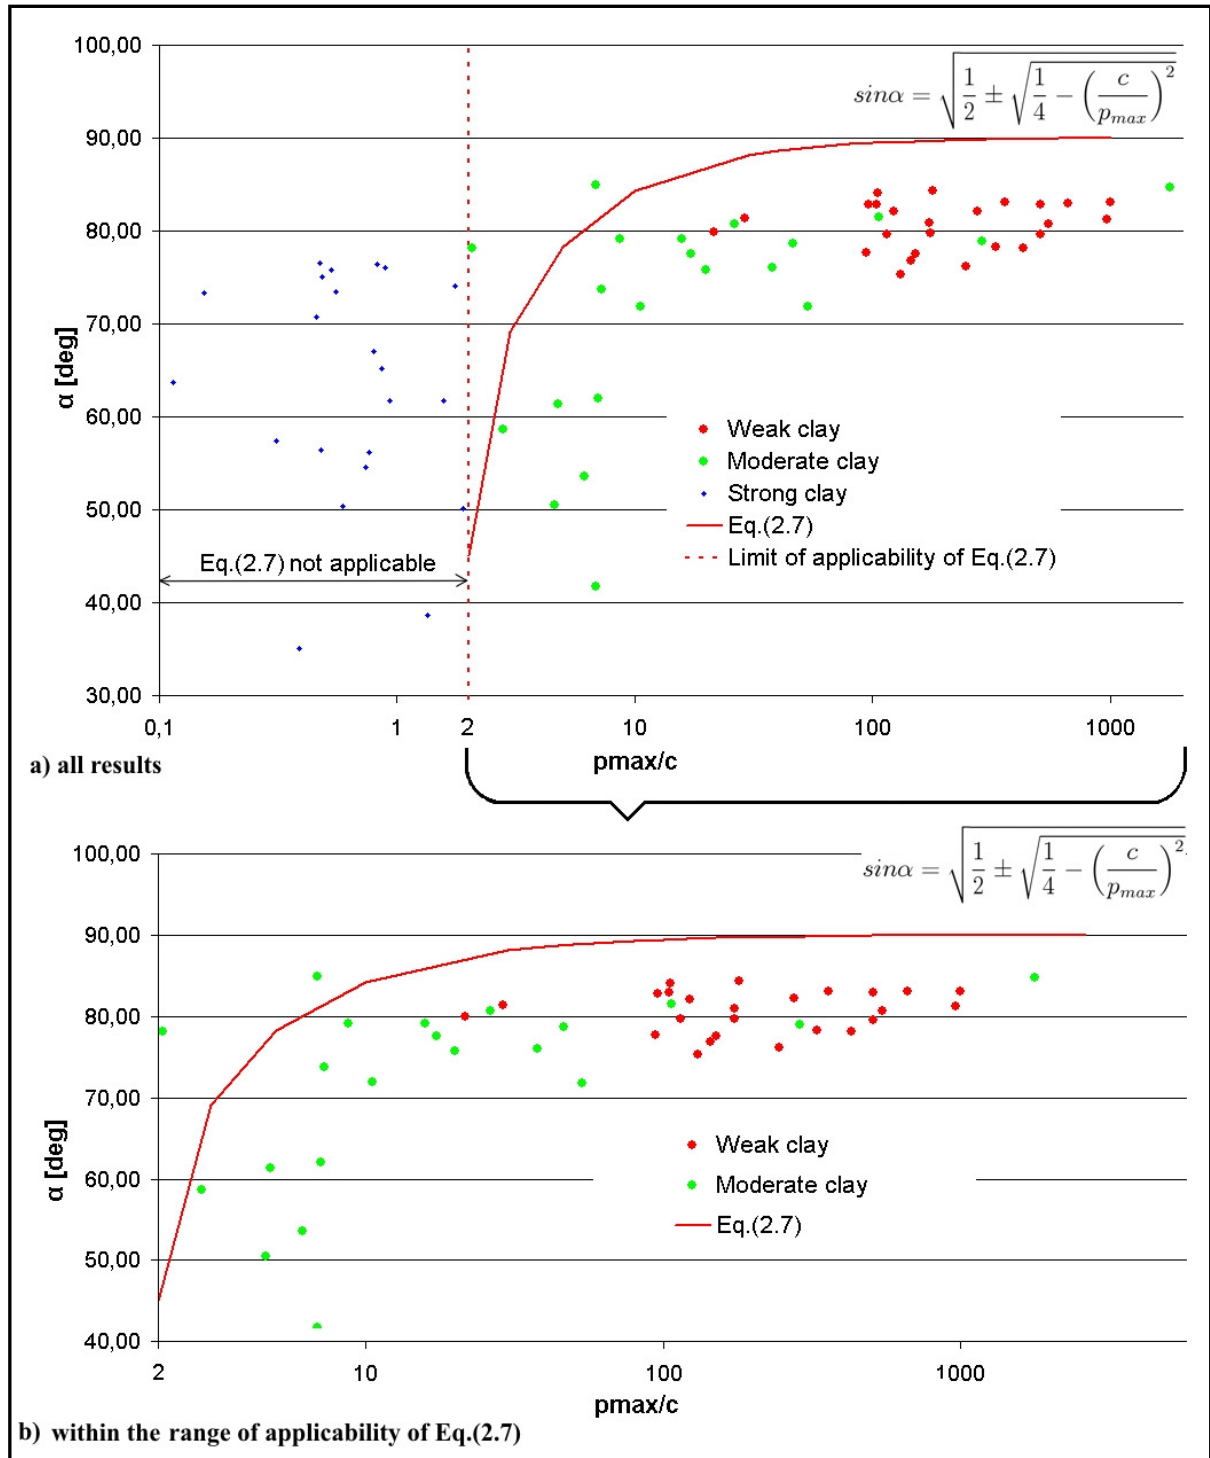 100,00
sinα = √(1/2 ± √(1/4 − (c/p_max)^2))
90,00
80,00
70,00
α [deg]
60,00
Weak clay
Moderate clay
Strong clay
50,00
Eq.(2.7)
Eq.(2.7) not applicable
Limit of applicability of Eq.(2.7)
40,00
30,00
0,1 1 2 10 100 1000
pmax/c
a) all results
100,00
sinα = √(1/2 ± √(1/4 − (c/p_max)^2))
90,00
80,00
70,00
α [deg]
Weak clay
60,00
Moderate clay
Eq.(2.7)
50,00
40,00
2 10 100 1000
pmax/c
b) within the range of applicability of Eq.(2.7)